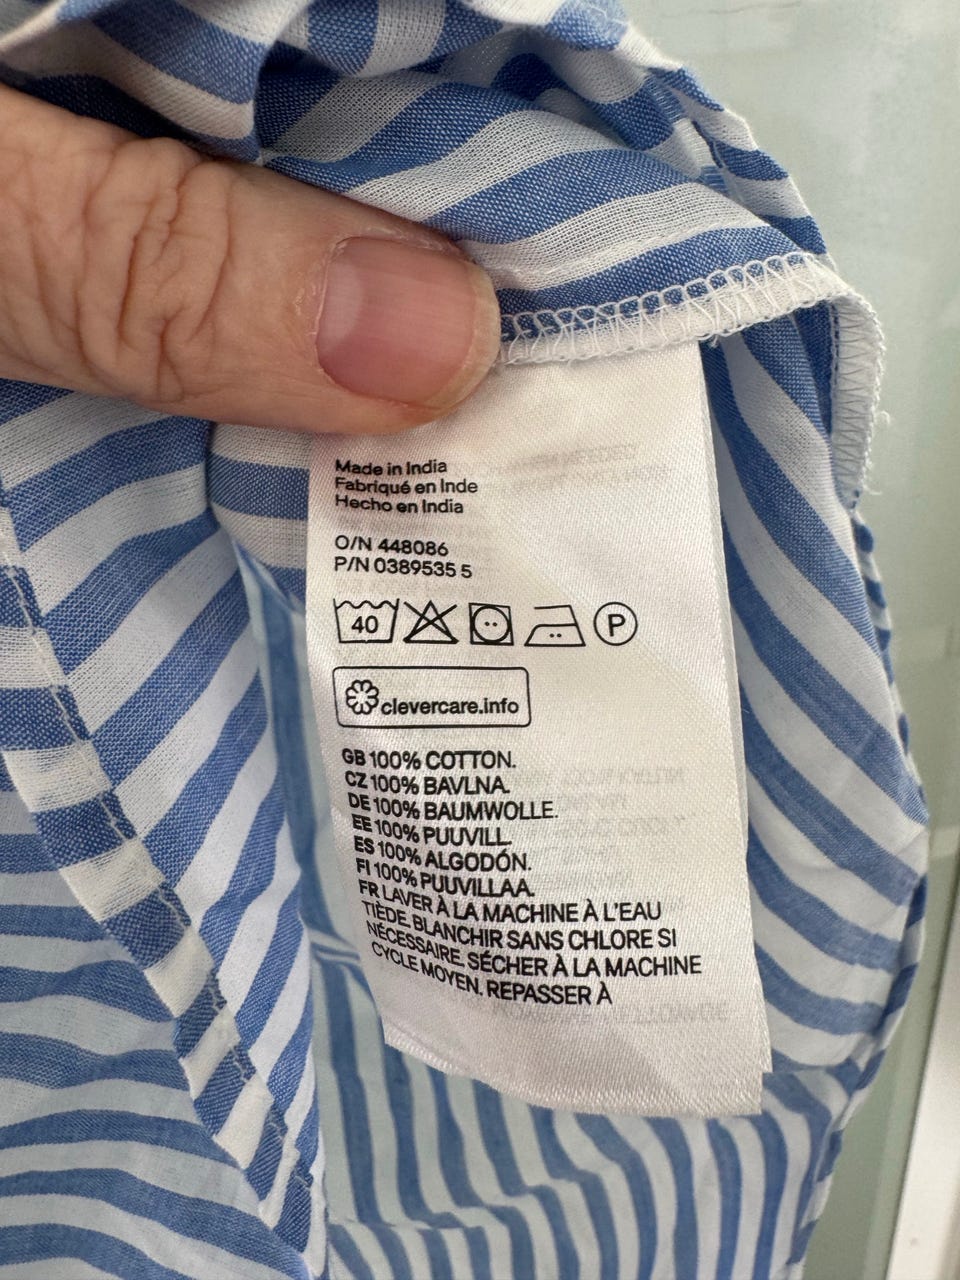 Made in India
Fabriqué en Inde
Hecho en India
O/N 448086
P/N 0389535 5
40 P
clevercare.info
GB 100% COTTON.
CZ 100% BAVLNA.
DE 100% BAUMWOLLE.
EE 100% PUUVILL.
ES 100% ALGODÓN.
FI 100% PUUVILLAA.
FR LAVER À LA MACHINE À L'EAU
TIÈDE. BLANCHIR SANS CHLORE SI
NÉCESSAIRE. SÉCHER À LA MACHINE
CYCLE MOYEN. REPASSER À